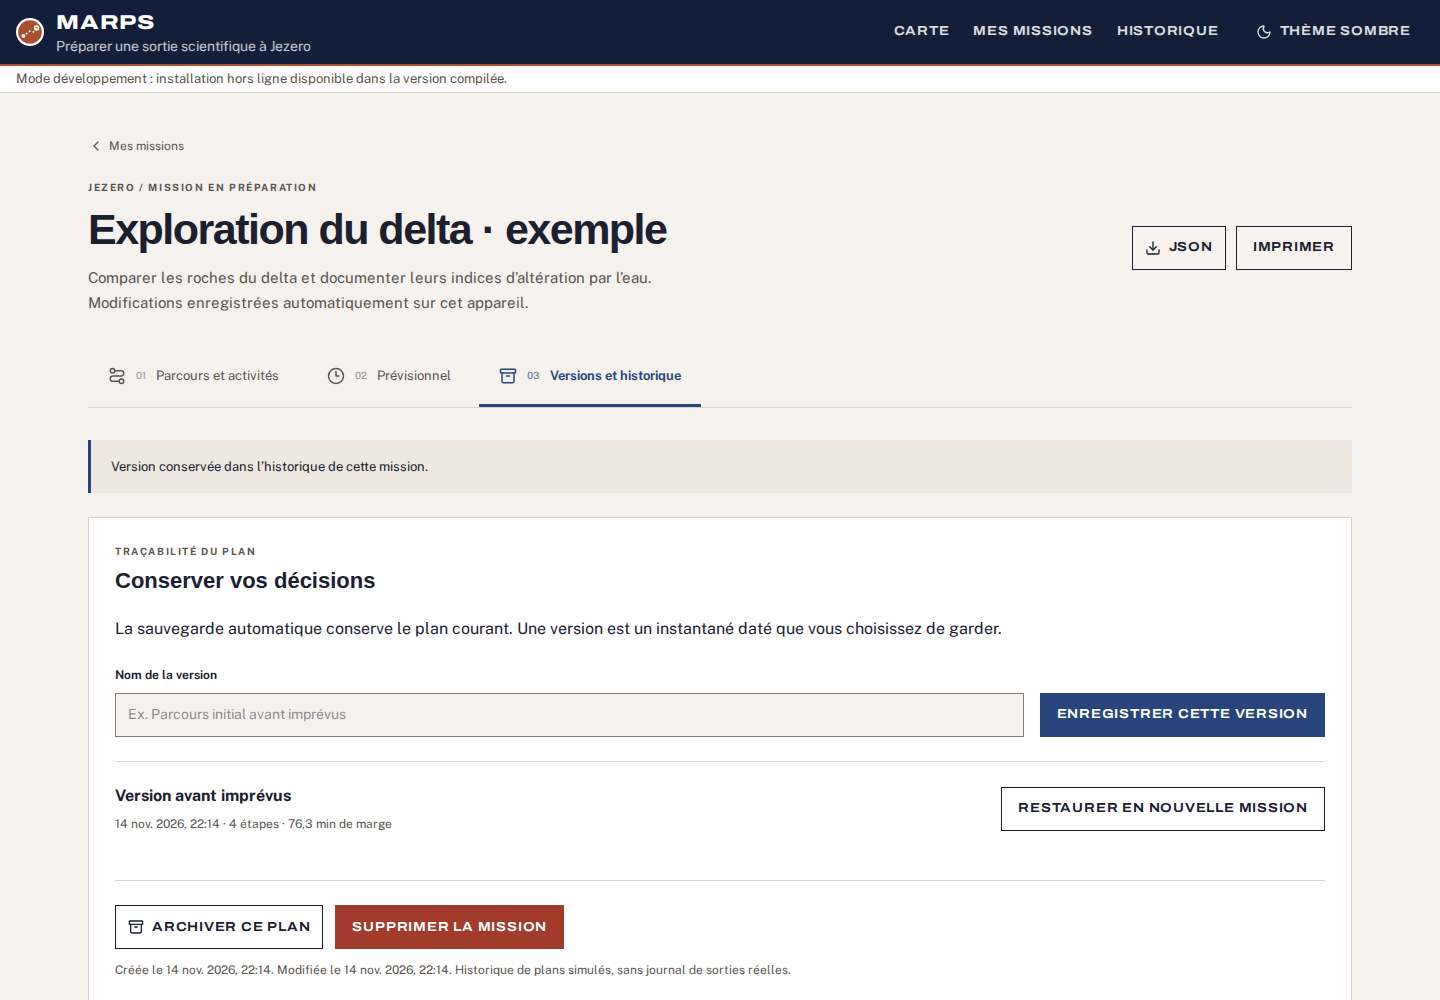 MARPS
Préparer une sortie scientifique à Jezero
CARTE
MES MISSIONS
HISTORIQUE
THÈME SOMBRE
Mode développement : installation hors ligne disponible dans la version compilée.
Mes missions
JEZERO / MISSION EN PRÉPARATION
Exploration du delta · exemple
Comparer les roches du delta et documenter leurs indices d’altération par l’eau.
Modifications enregistrées automatiquement sur cet appareil.
JSON
IMPRIMER
01 Parcours et activités
02 Prévisionnel
03 Versions et historique
Version conservée dans l’historique de cette mission.
TRAÇABILITÉ DU PLAN
Conserver vos décisions
La sauvegarde automatique conserve le plan courant. Une version est un instantané daté que vous choisissez de garder.
Nom de la version
Ex. Parcours initial avant imprévus
ENREGISTRER CETTE VERSION
Version avant imprévus
14 nov. 2026, 22:14 · 4 étapes · 76,3 min de marge
RESTAURER EN NOUVELLE MISSION
ARCHIVER CE PLAN
SUPPRIMER LA MISSION
Créée le 14 nov. 2026, 22:14. Modifiée le 14 nov. 2026, 22:14. Historique de plans simulés, sans journal de sorties réelles.